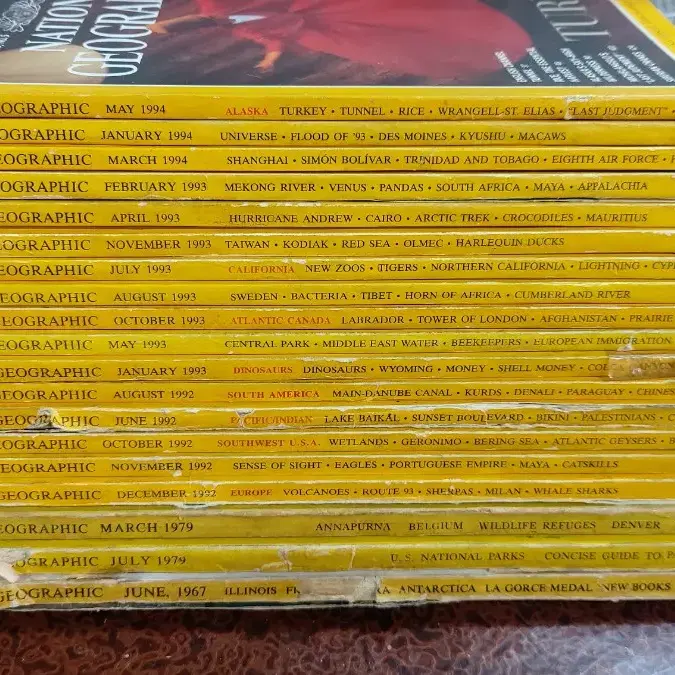 NATION
GEOGRAPH
TUR
GEOGRAPHIC MAY 1994 ALASKA TURKEY • TUNNEL • RICE • WRANGELL-ST. ELIAS • "LAST JUDGMENT" •
GEOGRAPHIC JANUARY 1994 UNIVERSE • FLOOD OF '93 • DES MOINES • KYUSHU • MACAWS
GEOGRAPHIC MARCH 1994 SHANGHAI • SIMÓN BOLÍVAR • TRINIDAD AND TOBAGO • EIGHTH AIR FORCE •
GEOGRAPHIC FEBRUARY 1993 MEKONG RIVER • VENUS • PANDAS • SOUTH AFRICA • MAYA • APPALACHIA
GEOGRAPHIC APRIL 1993 HURRICANE ANDREW • CAIRO • ARCTIC TREK • CROCODILES • MAURITIUS
GEOGRAPHIC NOVEMBER 1993 TAIWAN • KODIAK • RED SEA • OLMEC • HARLEQUIN DUCKS
GEOGRAPHIC JULY 1993 CALIFORNIA NEW ZOOS • TIGERS • NORTHERN CALIFORNIA • LIGHTNING • CYP
GEOGRAPHIC AUGUST 1993 SWEDEN • BACTERIA • TIBET • HORN OF AFRICA • CUMBERLAND RIVER
GEOGRAPHIC OCTOBER 1993 ATLANTIC CANADA LABRADOR • TOWER OF LONDON • AFGHANISTAN • PRAIRIE
GEOGRAPHIC MAY 1993 CENTRAL PARK • MIDDLE EAST WATER • BEEKEEPERS • EUROPEAN IMMIGRATION
GEOGRAPHIC JANUARY 1993 DINOSAURS DINOSAURS • WYOMING • MONEY • SHELL MONEY •
GEOGRAPHIC AUGUST 1992 SOUTH AMERICA MAIN-DANUBE CANAL • KURDS • DENALI • PARAGUAY • CHINES
GEOGRAPHIC JUNE 1992 PACIFIC/INDIAN LAKE BAIKAL • SUNSET BOULEVARD • BIKINI • PALESTINIANS • C
GEOGRAPHIC OCTOBER 1992 SOUTHWEST U.S.A. WETLANDS • GERONIMO • BERING SEA • ATLANTIC GEYSERS • B
GEOGRAPHIC NOVEMBER 1992 SENSE OF SIGHT • EAGLES • PORTUGUESE EMPIRE • MAYA • CATSKILLS
GEOGRAPHIC DECEMBER 1992 EUROPE VOLCANOES • ROUTE 93 • SHERPAS • MILAN • WHALE SHARKS
GEOGRAPHIC MARCH 1979 ANNAPURNA BELGIUM WILDLIFE REFUGES DENVER
GEOGRAPHIC JULY 1979 U.S. NATIONAL PARKS CONCISE GUIDE TO P
GEOGRAPHIC JUNE, 1967 ILLINOIS ANTARCTICA LA GORCE MEDAL NEW BOOKS